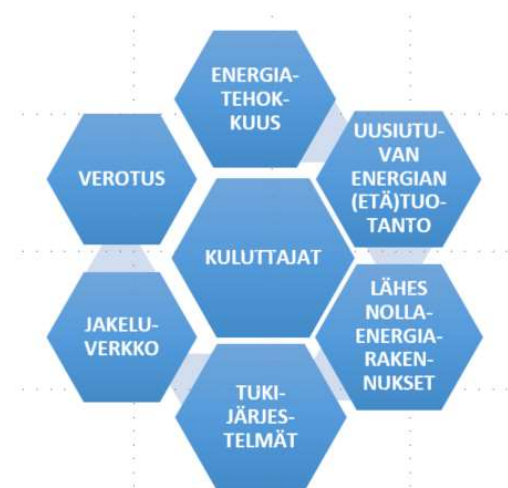 ENERGIA-
TEHOK-
KUUS
UUSIUTU-
VAN
ENERGIAN
(ETÄ)TUO-
TANTO
VEROTUS
KULUTTAJAT
LÄHES
NOLLA-
ENERGIA-
RAKEN-
NUKSET
JAKELU-
VERKKO
TUKI-
JÄRJES-
TELMÄT